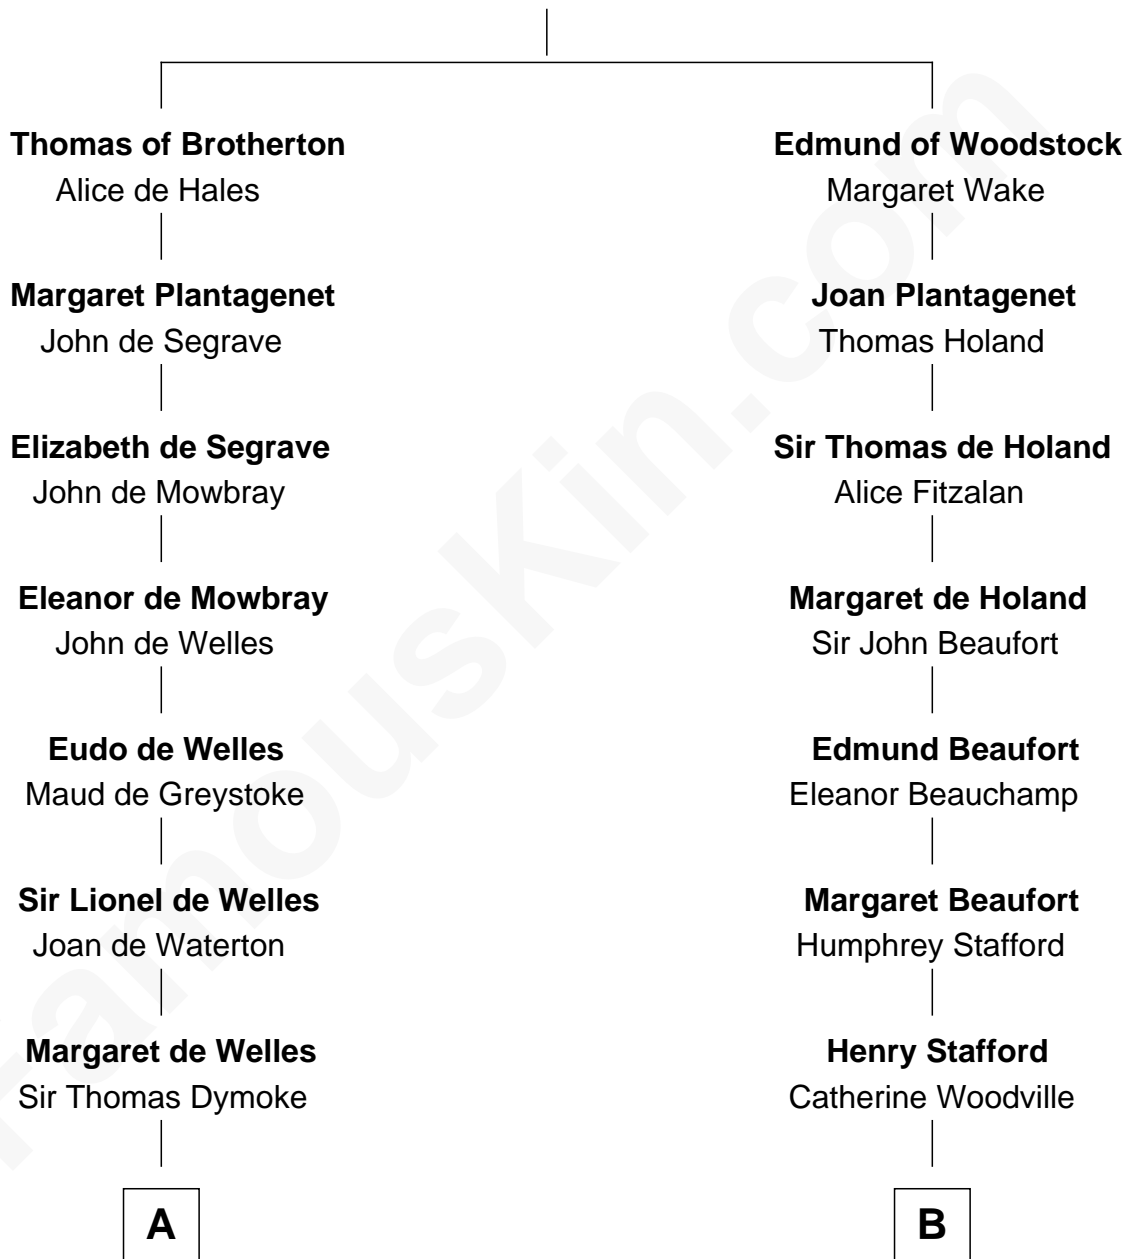 Thomas of Brotherton
Alice de Hales
Margaret Plantagenet
John de Segrave
Elizabeth de Segrave
John de Mowbray
Eleanor de Mowbray
John de Welles
Eudo de Welles
Maud de Greystoke
Sir Lionel de Welles
Joan de Waterton
Margaret de Welles
Sir Thomas Dymoke
A
Edmund of Woodstock
Margaret Wake
Joan Plantagenet
Thomas Holand
Sir Thomas de Holand
Alice Fitzalan
Margaret de Holand
Sir John Beaufort
Edmund Beaufort
Eleanor Beauchamp
Margaret Beaufort
Humphrey Stafford
Henry Stafford
Catherine Woodville
B
FamousKin.com